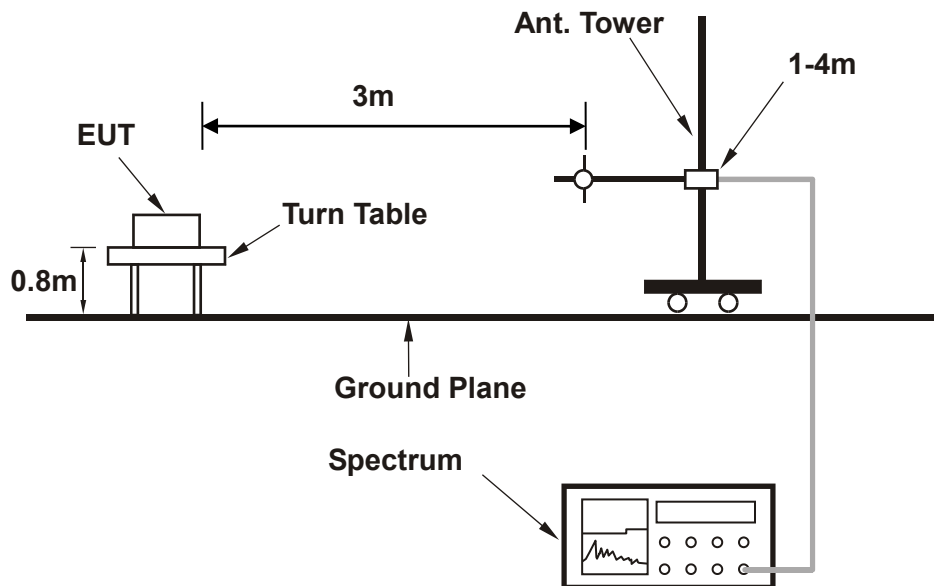 Ant. Tower
1-4m
3m
EUT
Turn Table
0.8m
Ground Plane
Spectrum